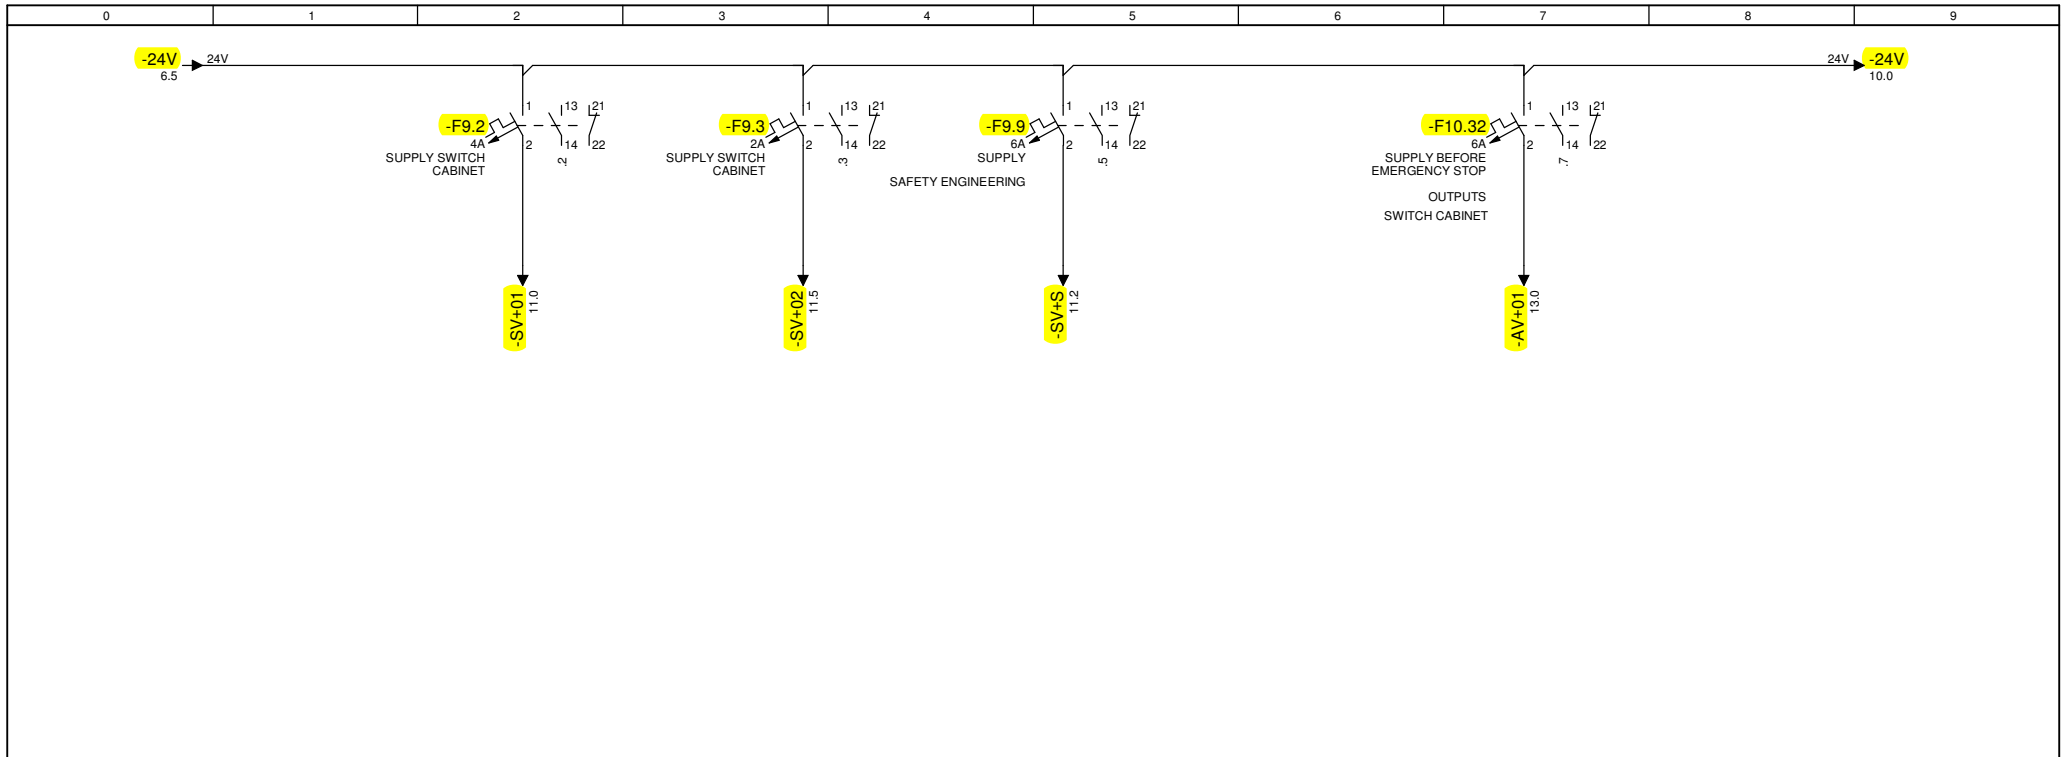 0 1 2 3 4 5 6 7 8 9
-24V 24V 24V -24V
6.5 10.0
1 13 21 1 13 21 1 13 21 1 13 21
-F9.2 -F9.3 -F9.9 -F10.32
4A 2 14 22 2A 2 14 22 6A 2 14 22 6A 2 14 22
SUPPLY SWITCH .2 SUPPLY SWITCH .3 SUPPLY .5 SUPPLY BEFORE .7
CABINET CABINET EMERGENCY STOP
SAFETY ENGINEERING
OUTPUTS
SWITCH CABINET
-SV+01 11.0 -SV+02 11.5 -SV+S 11.2 -AV+01 13.0